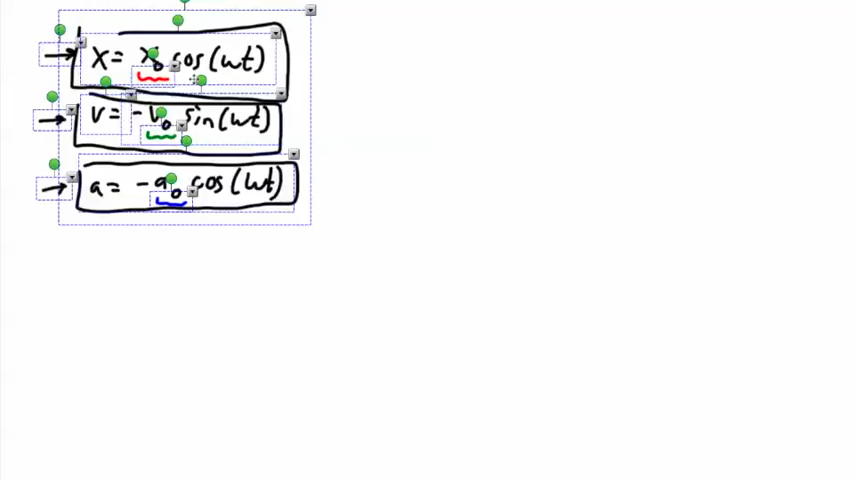 → x = x₀ cos(ωt)
→ v = -v₀ sin(ωt)
→ a = -a₀ cos(ωt)